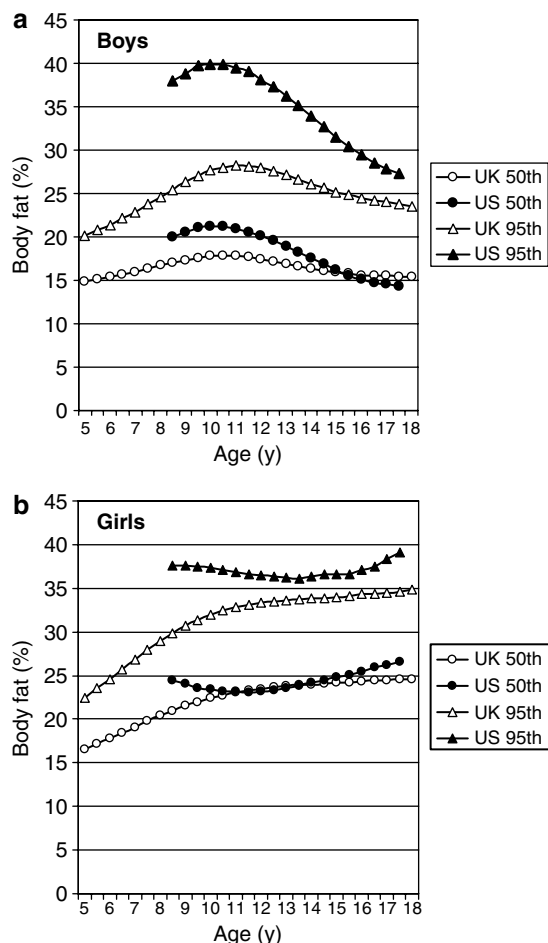 a
Boys
45
40
35
30
25
20
15
10
5
0
Body fat (%)
5 6 7 8 9 10 11 12 13 14 15 16 17 18
Age (y)
UK 50th
US 50th
UK 95th
US 95th
b
Girls
45
40
35
30
25
20
15
10
5
0
Body fat (%)
5 6 7 8 9 10 11 12 13 14 15 16 17 18
Age (y)
UK 50th
US 50th
UK 95th
US 95th